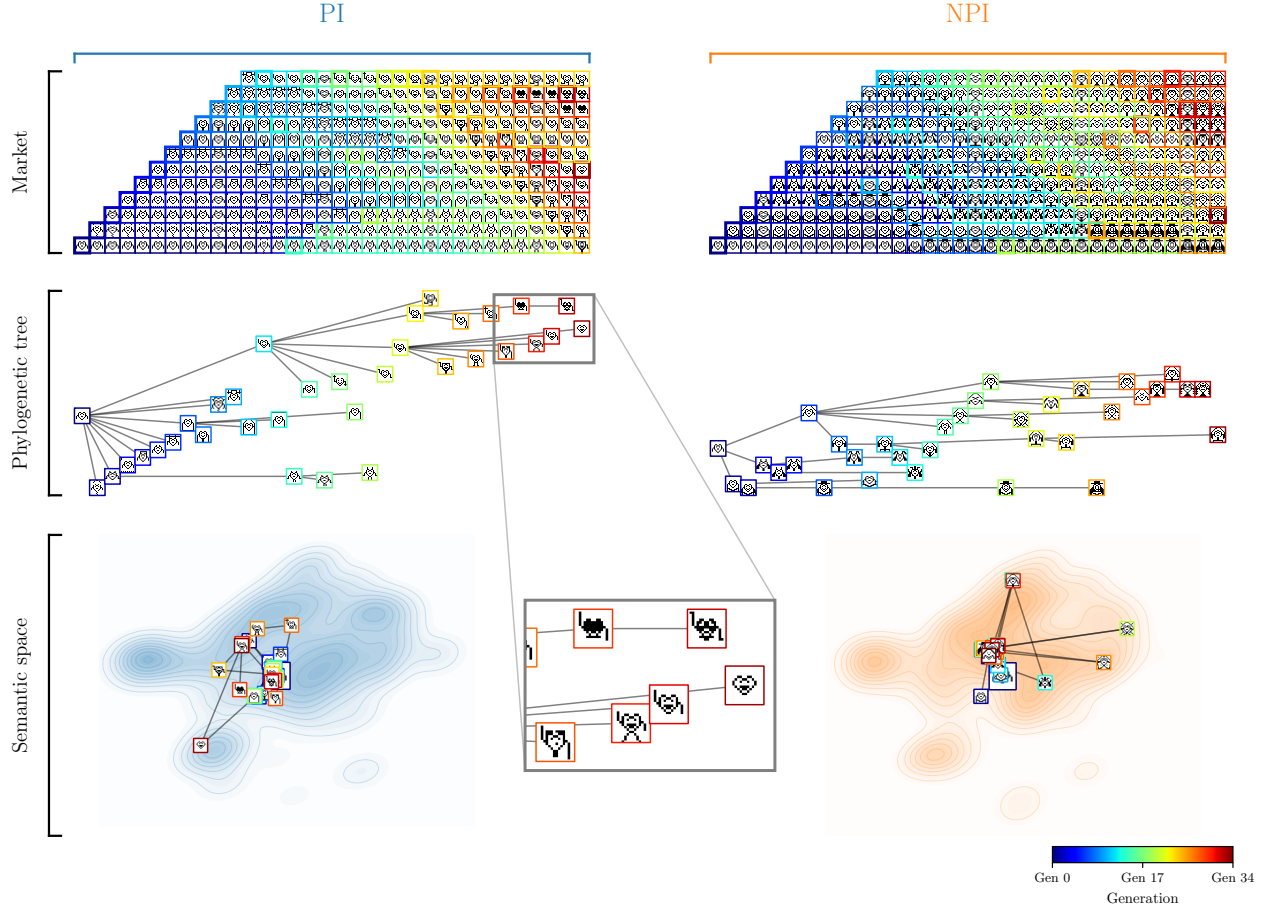 PI
NPI
Market
Phylogenetic tree
Semantic space
Gen 0
Gen 17
Gen 34
Generation